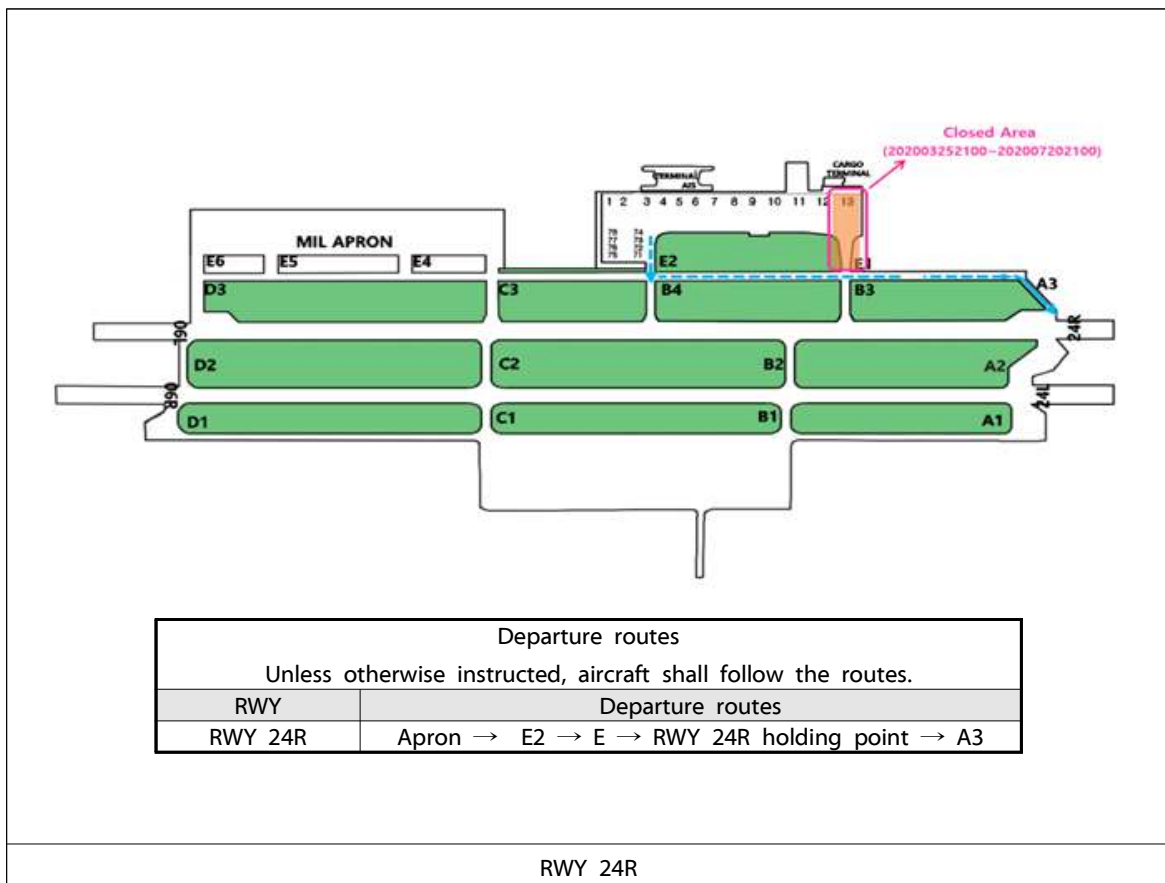 Closed Area
(202003252100~202007202100)
CARGO
TERMINAL
TERMINAL
AIS
1 2 3 4 5 6 7 8 9 10 11 12 13
MIL APRON
E6 E5 E4 E2
D3 C3 B4 B3 A3
06L 24R
D2 C2 B2 A2
06R 24L
D1 C1 B1 A1
Departure routes
Unless otherwise instructed, aircraft shall follow the routes.
RWY Departure routes
RWY 24R Apron → E2 → E → RWY 24R holding point → A3
RWY 24R